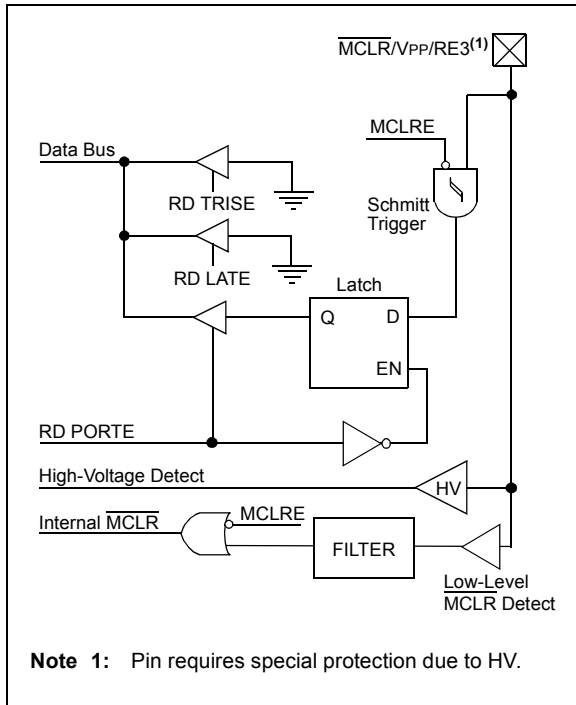 MCLR/VPP/RE3(1)
MCLRE
Data Bus
RD TRISE
Schmitt
Trigger
RD LATE
Latch
Q
D
EN
RD PORTE
High-Voltage Detect
HV
Internal MCLR
MCLRE
FILTER
Low-Level
MCLR Detect
Note 1: Pin requires special protection due to HV.